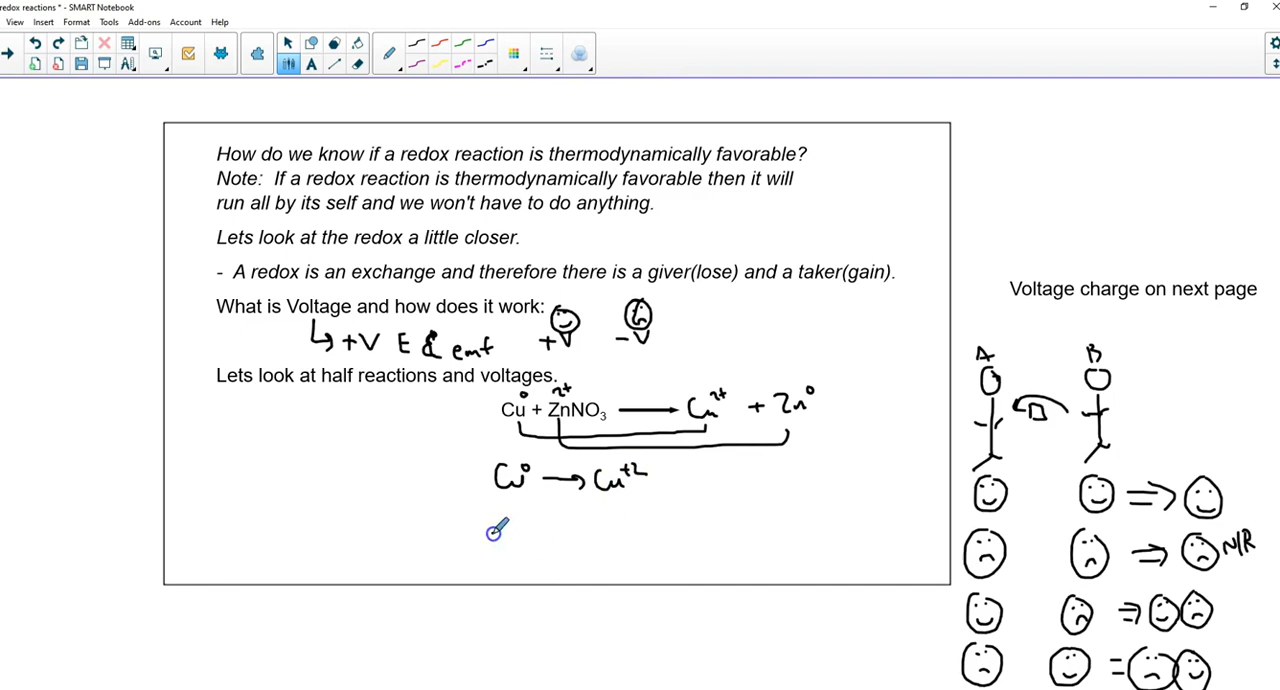 redox reactions * - SMART Notebook
View Insert Format Tools Add-ons Account Help
How do we know if a redox reaction is thermodynamically favorable?
Note: If a redox reaction is thermodynamically favorable then it will
run all by its self and we won't have to do anything.
Lets look at the redox a little closer.
- A redox is an exchange and therefore there is a giver(lose) and a taker(gain).
What is Voltage and how does it work:
+V E & emf +V -V
Lets look at half reactions and voltages.
Cu⁰ + Zn²⁺NO₃ → Cu²⁺ + Zn⁰
Cu⁰ → Cu⁺²
Voltage charge on next page
A B
N/R